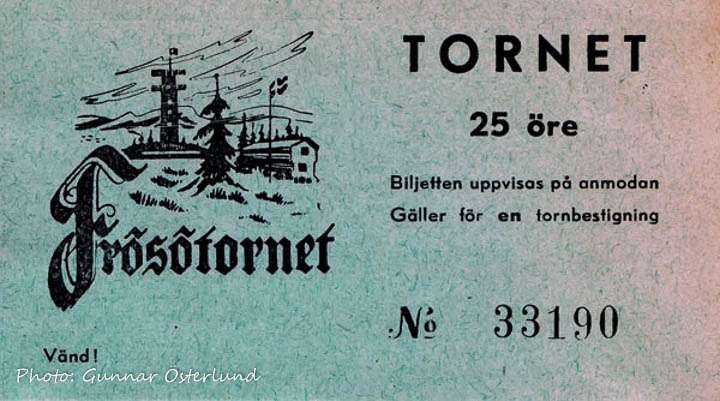 TORNET
25 öre
Biljetten uppvisas på anmodan
Gäller för en tornbestigning
Frösötornet
No 33190
Vänd!
Photo: Gunnar Österlund